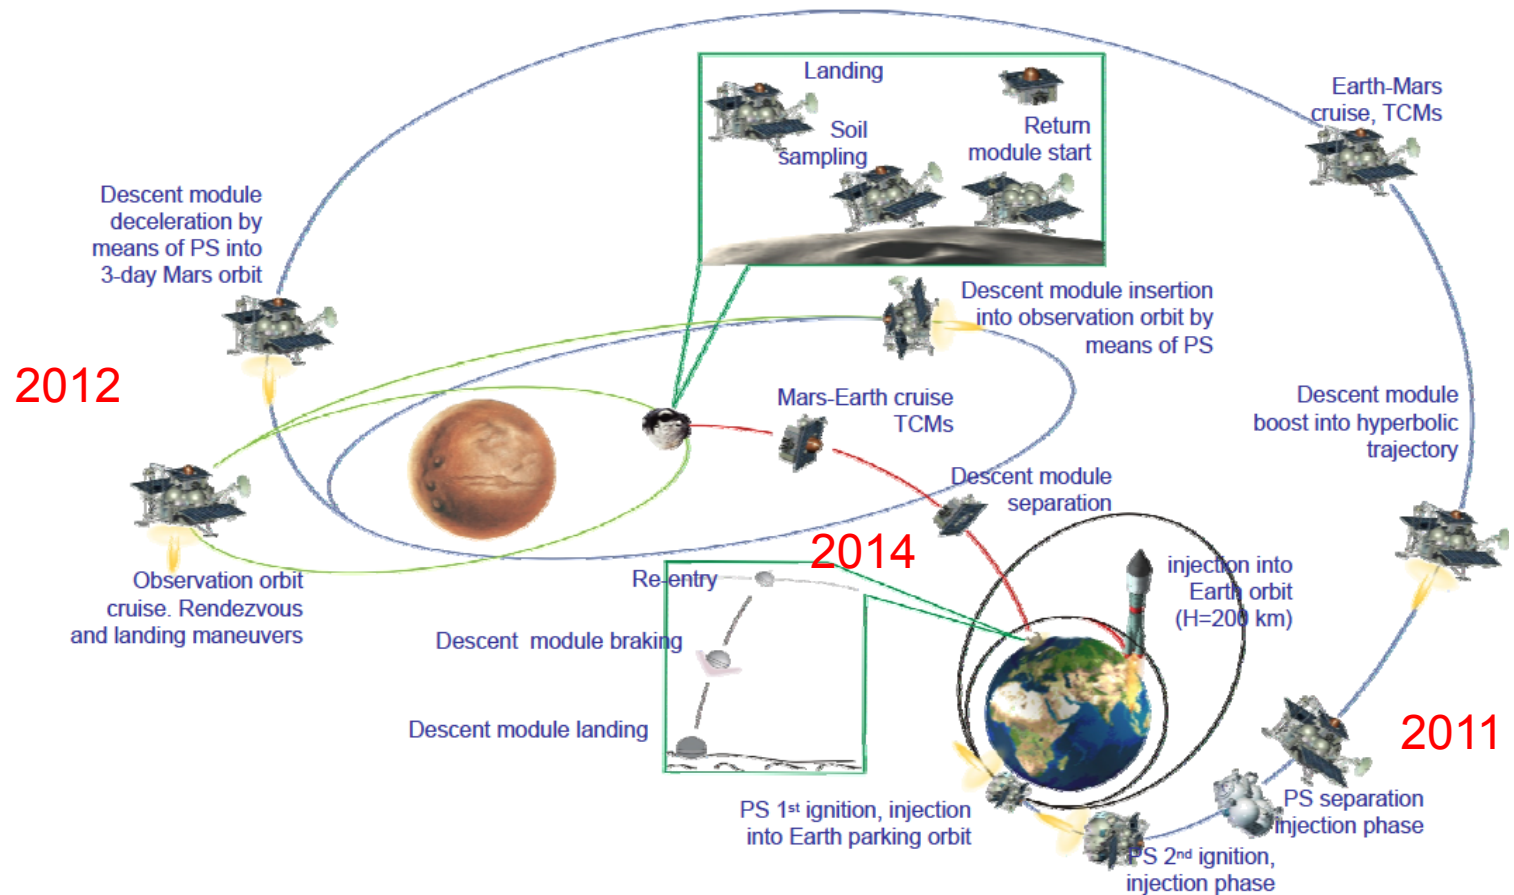 Landing
Soil
sampling
Return
module start
Earth-Mars
cruise, TCMs
Descent module
deceleration by
means of PS into
3-day Mars orbit
Descent module insertion
into observation orbit by
means of PS
2012
Mars-Earth cruise
TCMs
Descent module
boost into hyperbolic
trajectory
Descent module
separation
2014
Observation orbit
cruise. Rendezvous
and landing maneuvers
Re-entry
injection into
Earth orbit
(H=200 km)
Descent module braking
Descent module landing
2011
PS 1st ignition, injection
into Earth parking orbit
PS separation
injection phase
PS 2nd ignition,
injection phase